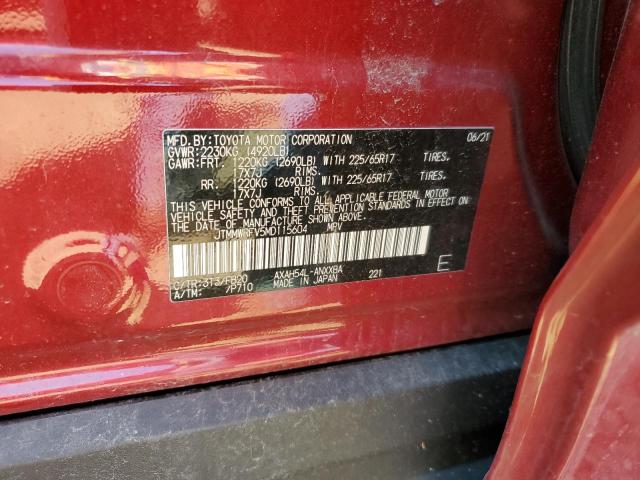 MFD. BY: TOYOTA MOTOR CORPORATION 06/21
GVWR: 2230KG (4920LB)
GAWR: FRT. 1220KG (2690LB) WITH 225/65R17 TIRES,
17X7J RIMS.
RR. 1220KG (2690LB) WITH 225/65R17 TIRES,
17X7J RIMS.
THIS VEHICLE CONFORMS TO ALL APPLICABLE FEDERAL MOTOR
VEHICLE SAFETY AND THEFT PREVENTION STANDARDS IN EFFECT ON THE
DATE OF MANUFACTURE SHOWN ABOVE.
JTMMWRFV5MD115604 MPV
C/TR: 3T3/FH20 AXAH54L-ANXXBA 221
A/TM: /P710 MADE IN JAPAN E